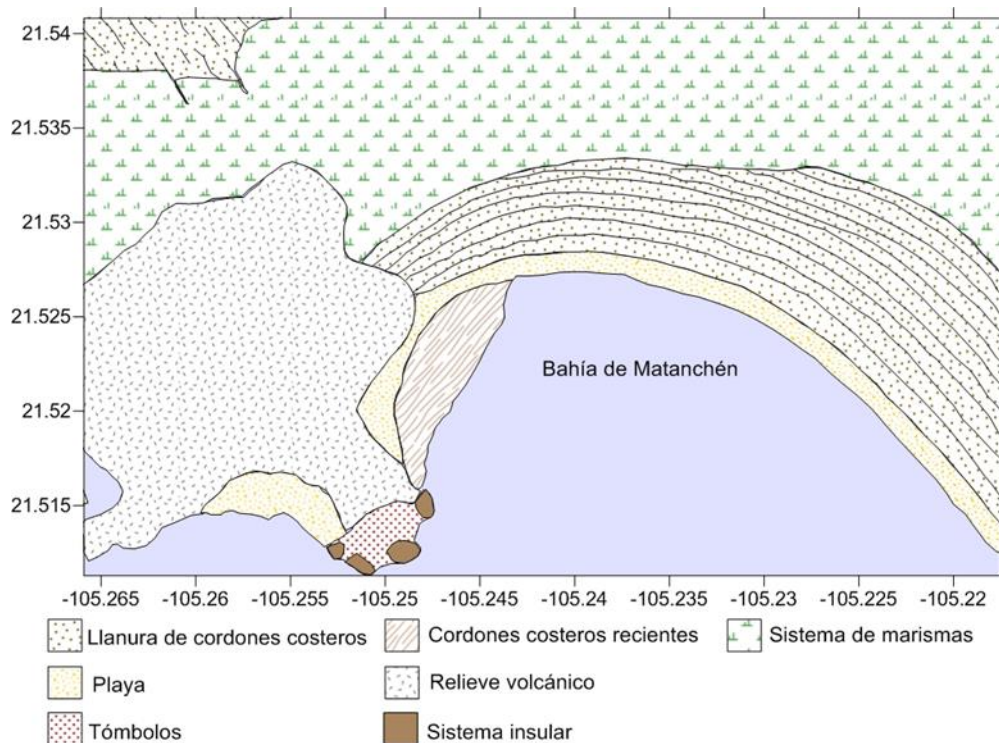 21.54
21.535
21.53
21.525
21.52
21.515
Bahía de Matanchén
-105.265 -105.26 -105.255 -105.25 -105.245 -105.24 -105.235 -105.23 -105.225 -105.22
Llanura de cordones costeros Cordones costeros recientes Sistema de marismas
Playa Relieve volcánico
Tómbolos Sistema insular